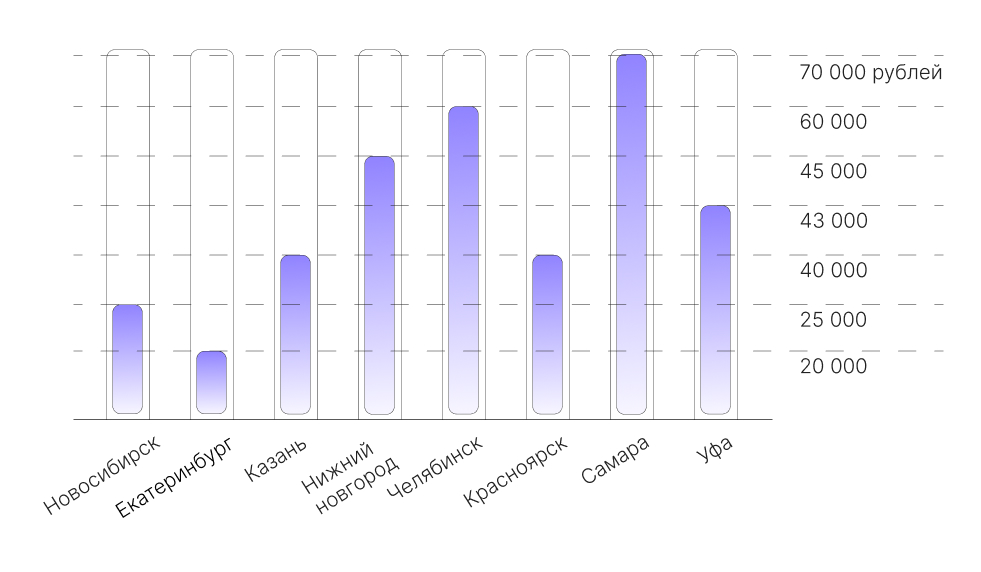 70 000 рублей
60 000
45 000
43 000
40 000
25 000
20 000
Новосибирск
Екатеринбург
Казань
Нижний
новгород
Челябинск
Красноярск
Самара
Уфа